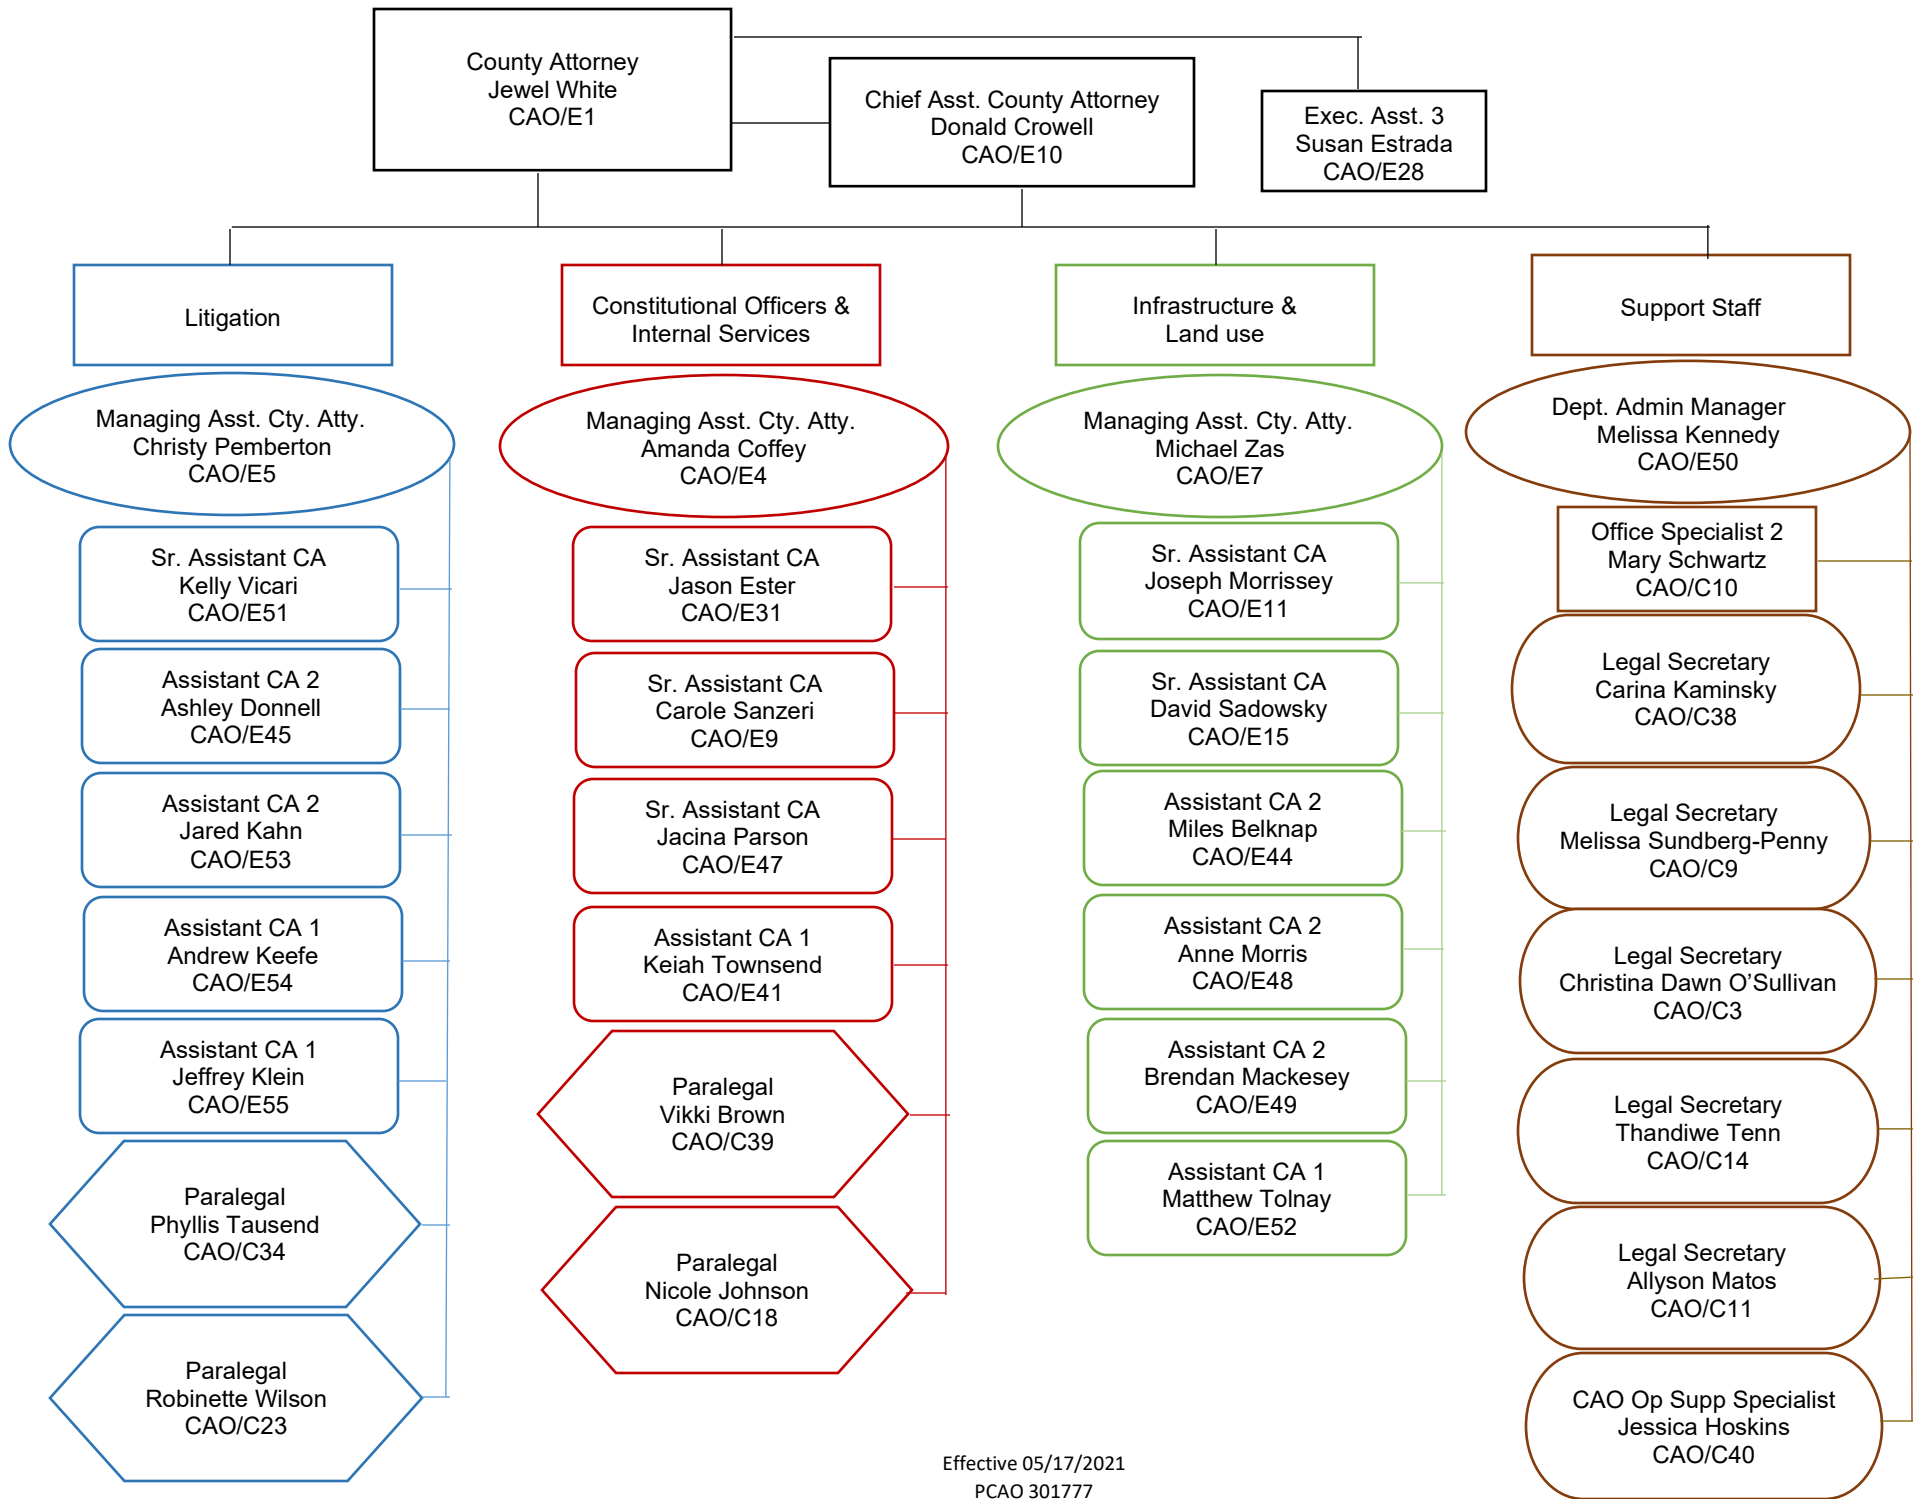 County Attorney
Jewel White
CAO/E1
Chief Asst. County Attorney
Donald Crowell
CAO/E10
Exec. Asst. 3
Susan Estrada
CAO/E28
Litigation
Managing Asst. Cty. Atty.
Christy Pemberton
CAO/E5
Sr. Assistant CA
Kelly Vicari
CAO/E51
Assistant CA 2
Ashley Donnell
CAO/E45
Assistant CA 2
Jared Kahn
CAO/E53
Assistant CA 1
Andrew Keefe
CAO/E54
Assistant CA 1
Jeffrey Klein
CAO/E55
Paralegal
Phyllis Tausend
CAO/C34
Paralegal
Robinette Wilson
CAO/C23
Constitutional Officers &
Internal Services
Managing Asst. Cty. Atty.
Amanda Coffey
CAO/E4
Sr. Assistant CA
Jason Ester
CAO/E31
Sr. Assistant CA
Carole Sanzeri
CAO/E9
Sr. Assistant CA
Jacina Parson
CAO/E47
Assistant CA 1
Keiah Townsend
CAO/E41
Paralegal
Vikki Brown
CAO/C39
Paralegal
Nicole Johnson
CAO/C18
Infrastructure &
Land use
Managing Asst. Cty. Atty.
Michael Zas
CAO/E7
Sr. Assistant CA
Joseph Morrissey
CAO/E11
Sr. Assistant CA
David Sadowsky
CAO/E15
Assistant CA 2
Miles Belknap
CAO/E44
Assistant CA 2
Anne Morris
CAO/E48
Assistant CA 2
Brendan Mackesey
CAO/E49
Assistant CA 1
Matthew Tolnay
CAO/E52
Support Staff
Dept. Admin Manager
Melissa Kennedy
CAO/E50
Office Specialist 2
Mary Schwartz
CAO/C10
Legal Secretary
Carina Kaminsky
CAO/C38
Legal Secretary
Melissa Sundberg-Penny
CAO/C9
Legal Secretary
Christina Dawn O’Sullivan
CAO/C3
Legal Secretary
Thandiwe Tenn
CAO/C14
Legal Secretary
Allyson Matos
CAO/C11
CAO Op Supp Specialist
Jessica Hoskins
CAO/C40
Effective 05/17/2021
PCAO 301777